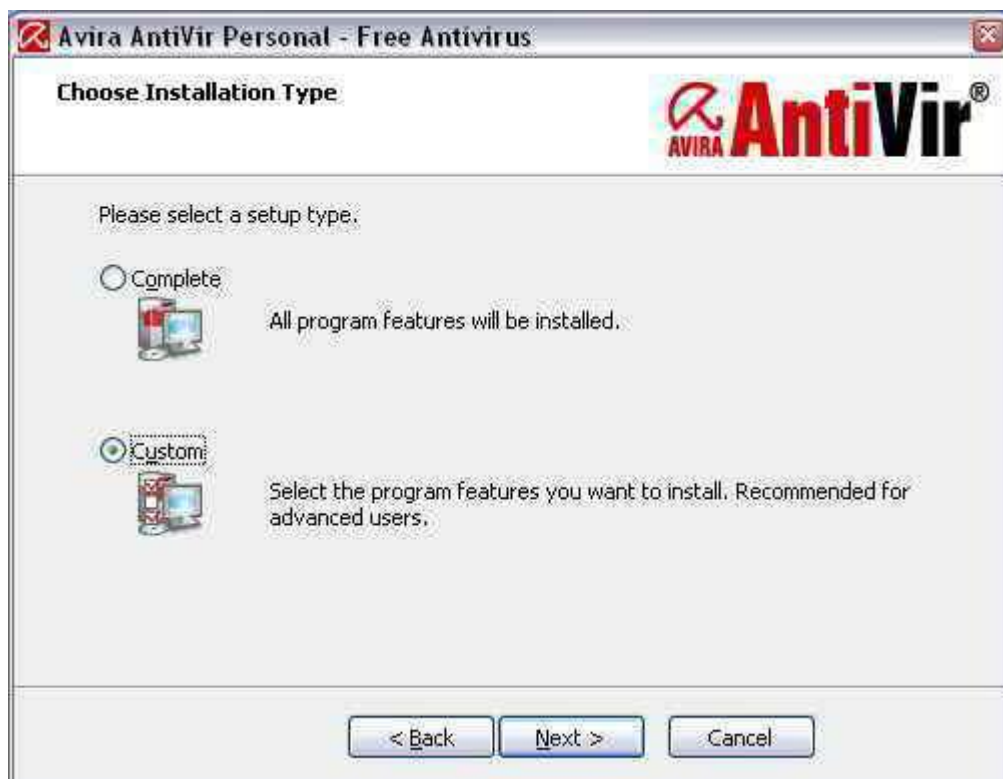 Avira AntiVir Personal - Free Antivirus
Choose Installation Type
AVIRA AntiVir®
Please select a setup type.
Complete
All program features will be installed.
Custom
Select the program features you want to install. Recommended for
advanced users.
< Back
Next >
Cancel